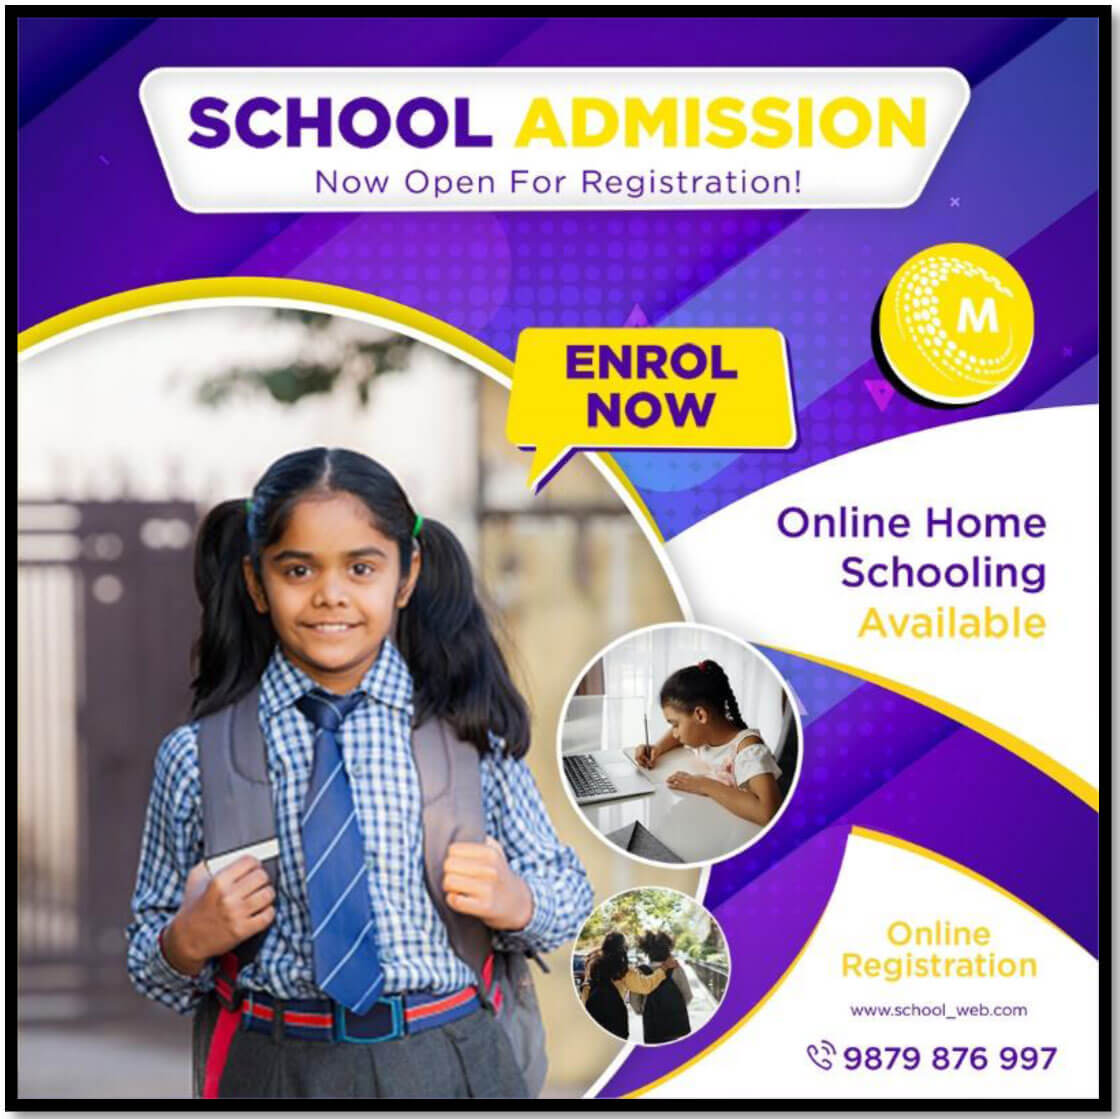 SCHOOL ADMISSION
Now Open For Registration!
M
ENROL
NOW
Online Home
Schooling
Available
Online
Registration
www.school_web.com
9879 876 997